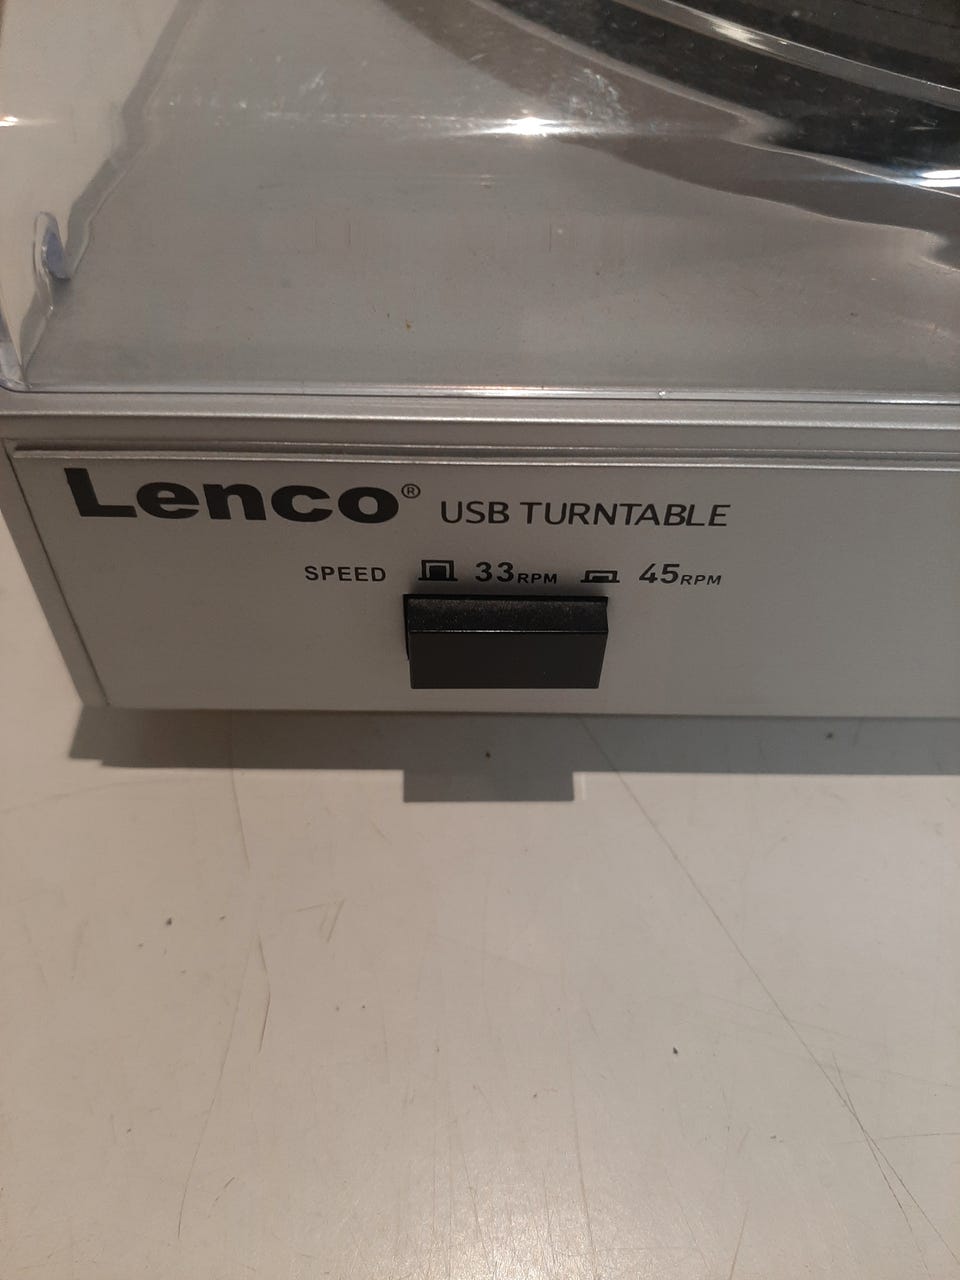 Lenco® USB TURNTABLE
SPEED 33RPM 45RPM